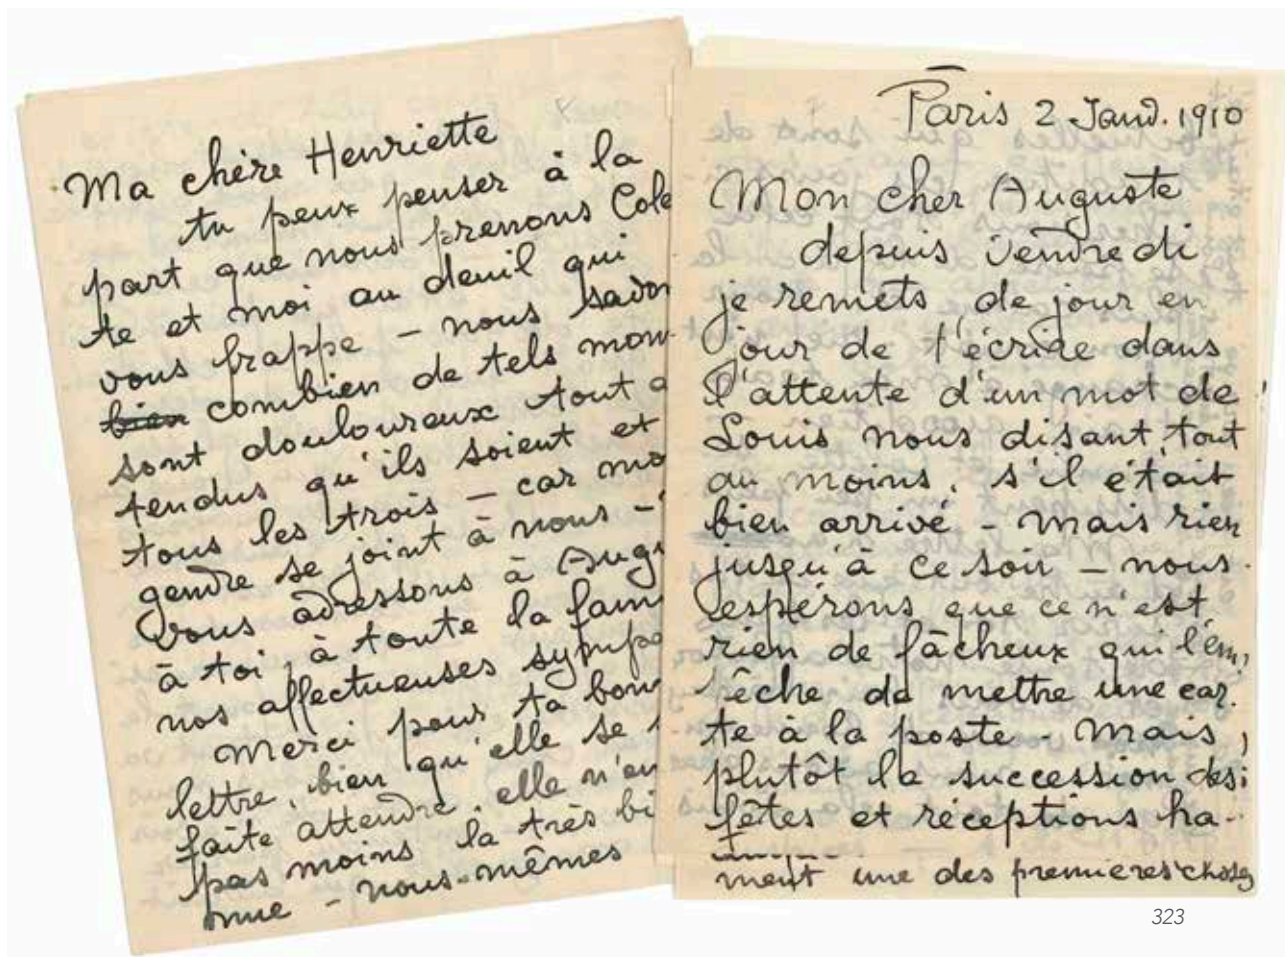 Ma chère Henriette
tu peux penser à la
part que nous prenons Cole
te et moi au deuil qui
vous frappe – nous savon
bien combien de tels mom
sont douloureux tout a
tendus qu'ils soient et
tous les trois – car mo
gendre se joint à nous –
vous adressons à Aug
à toi, à toute la fam
nos affectueuses sympa
Merci pour ta bon
lettre, bien qu'elle se
faite attendre, elle n'en
pas moins la très bi
nue – nous-mêmes
Paris 2 Janv. 1910
Mon cher Auguste
depuis vendredi
je remets de jour en
jour de t'écrire dans
l'attente d'un mot de
Louis nous disant tout
au moins, s'il était
bien arrivé – mais rien
jusqu'à ce soir – nous
espérons que ce n'est
rien de fâcheux qui l'em
pêche de mettre une car
te à la poste – mais,
plutôt la succession des
fêtes et réceptions ha-
ment une des premières choses
323